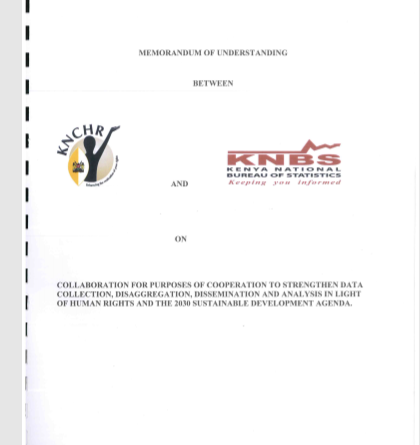 MEMORANDUM OF UNDERSTANDING
BETWEEN
KNCHR
KNBS
KENYA NATIONAL
BUREAU OF STATISTICS
Keeping you informed
AND
ON
COLLABORATION FOR PURPOSES OF COOPERATION TO STRENGTHEN DATA
COLLECTION, DISAGGREGATION, DISSEMINATION AND ANALYSIS IN LIGHT
OF HUMAN RIGHTS AND THE 2030 SUSTAINABLE DEVELOPMENT AGENDA.